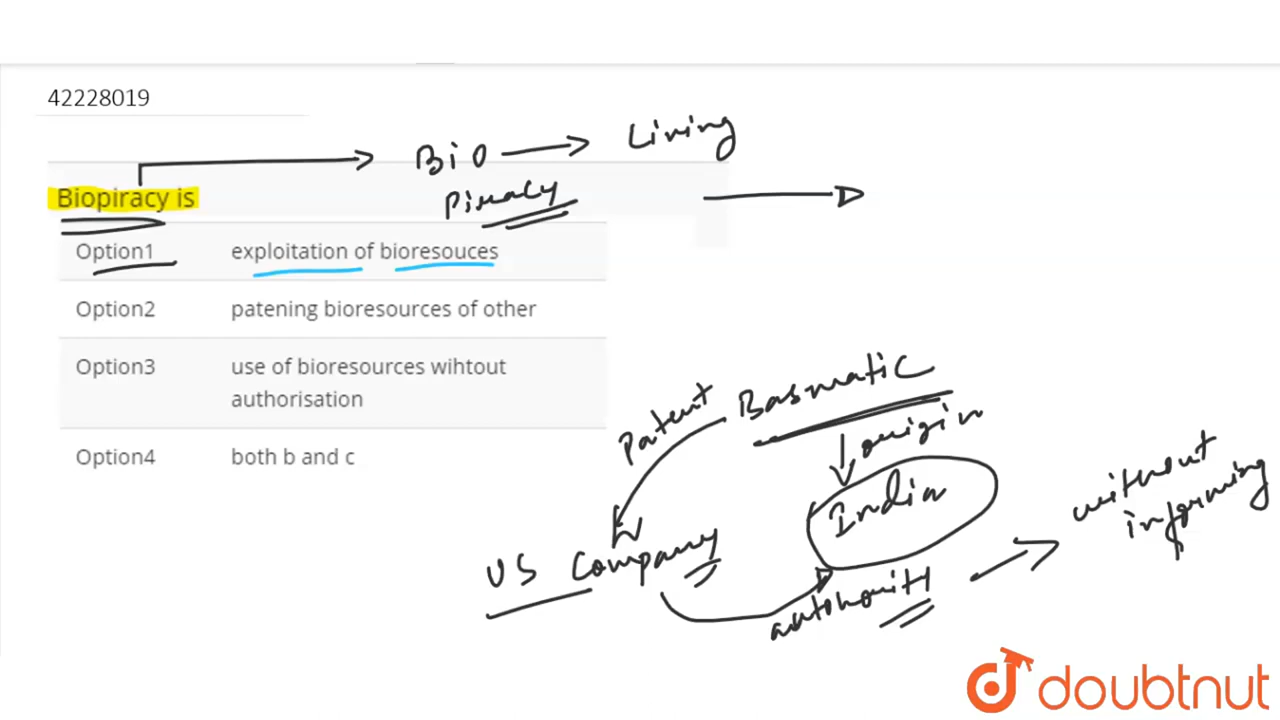 42228019
Bio → Living
Piracy
Biopiracy is
Option1 exploitation of bioresouces
Option2 patening bioresources of other
Option3 use of bioresources wihtout
authorisation
Option4 both b and c
Patent
Basmatic
origin
India
US Company
authority
without
informing
doubtnut